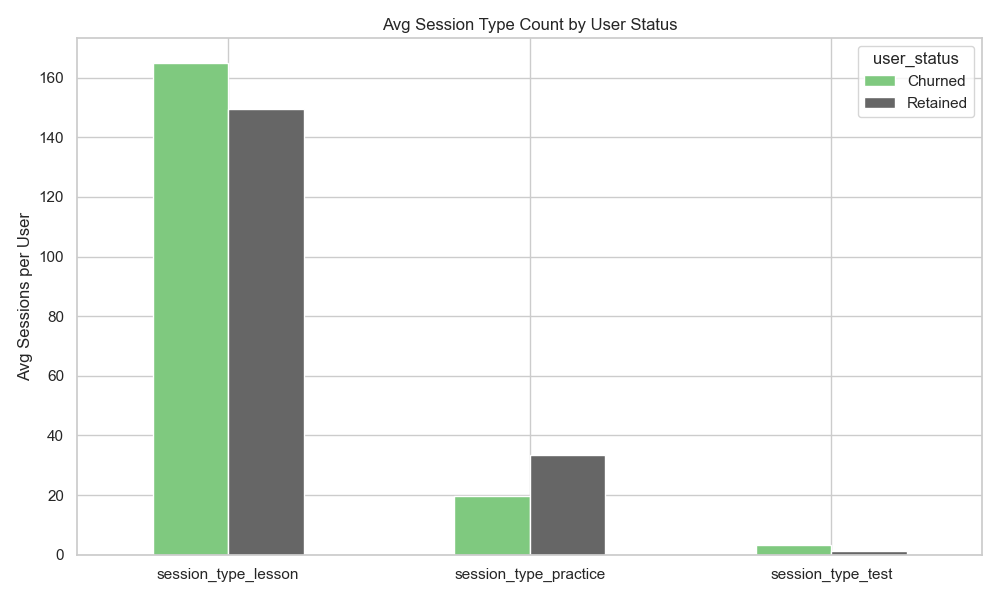 Avg Session Type Count by User Status
user_status
Churned
Retained
Avg Sessions per User
160
140
120
100
80
60
40
20
0
session_type_lesson
session_type_practice
session_type_test